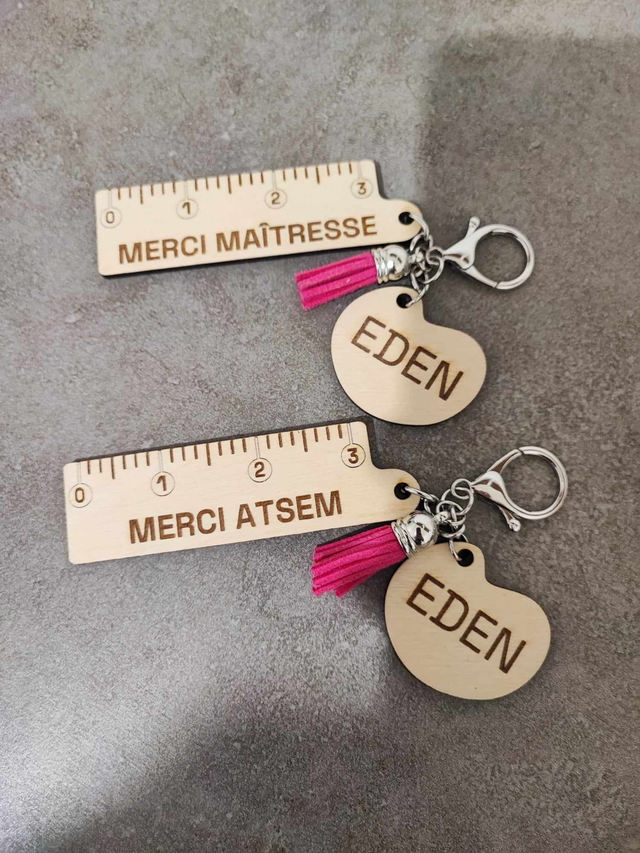 0 1 2 3
MERCI MAÎTRESSE
EDEN
0 1 2 3
MERCI ATSEM
EDEN